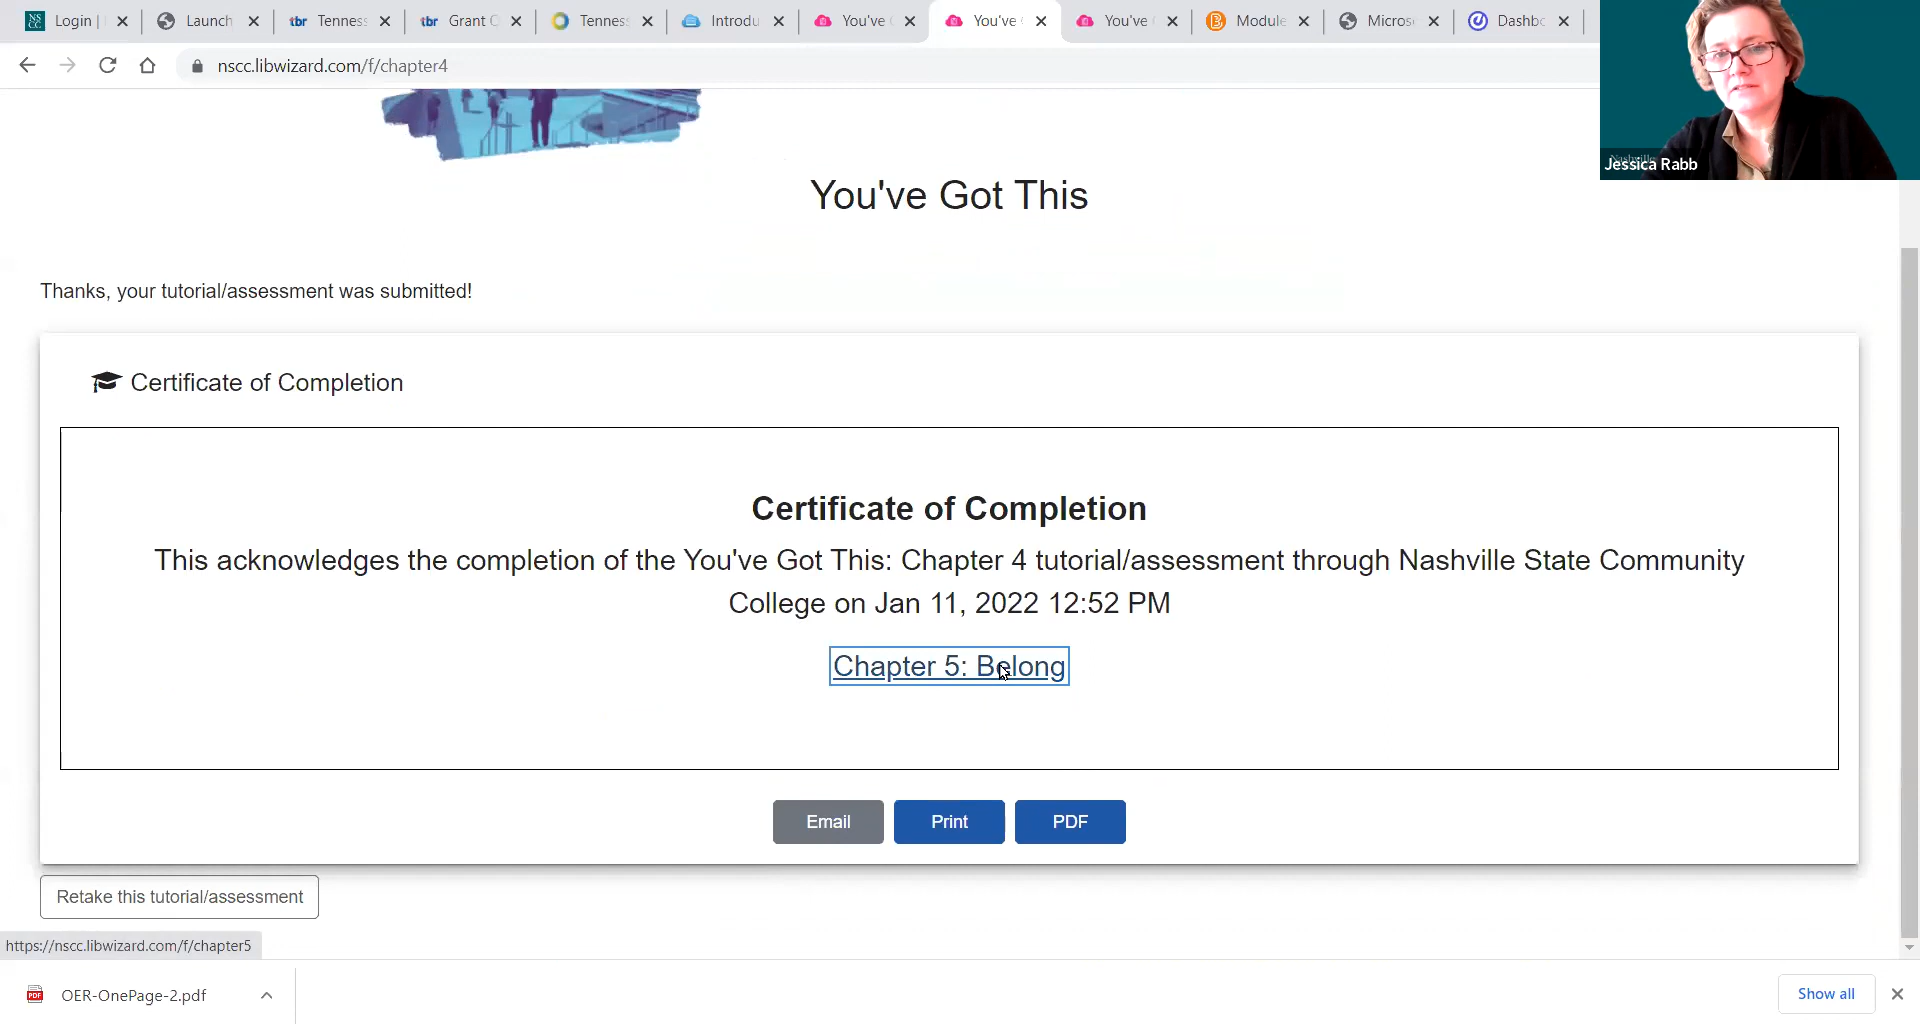 Login |
Launch
tbr Tenness
tbr Grant O
Tenness
Introdu
You've
You've
You've
Module
Micros
Dashbo
nscc.libwizard.com/f/chapter4
Jessica Rabb
You've Got This
Thanks, your tutorial/assessment was submitted!
Certificate of Completion
Certificate of Completion
This acknowledges the completion of the You've Got This: Chapter 4 tutorial/assessment through Nashville State Community
College on Jan 11, 2022 12:52 PM
Chapter 5: Belong
Email
Print
PDF
Retake this tutorial/assessment
https://nscc.libwizard.com/f/chapter5
PDF
OER-OnePage-2.pdf
Show all